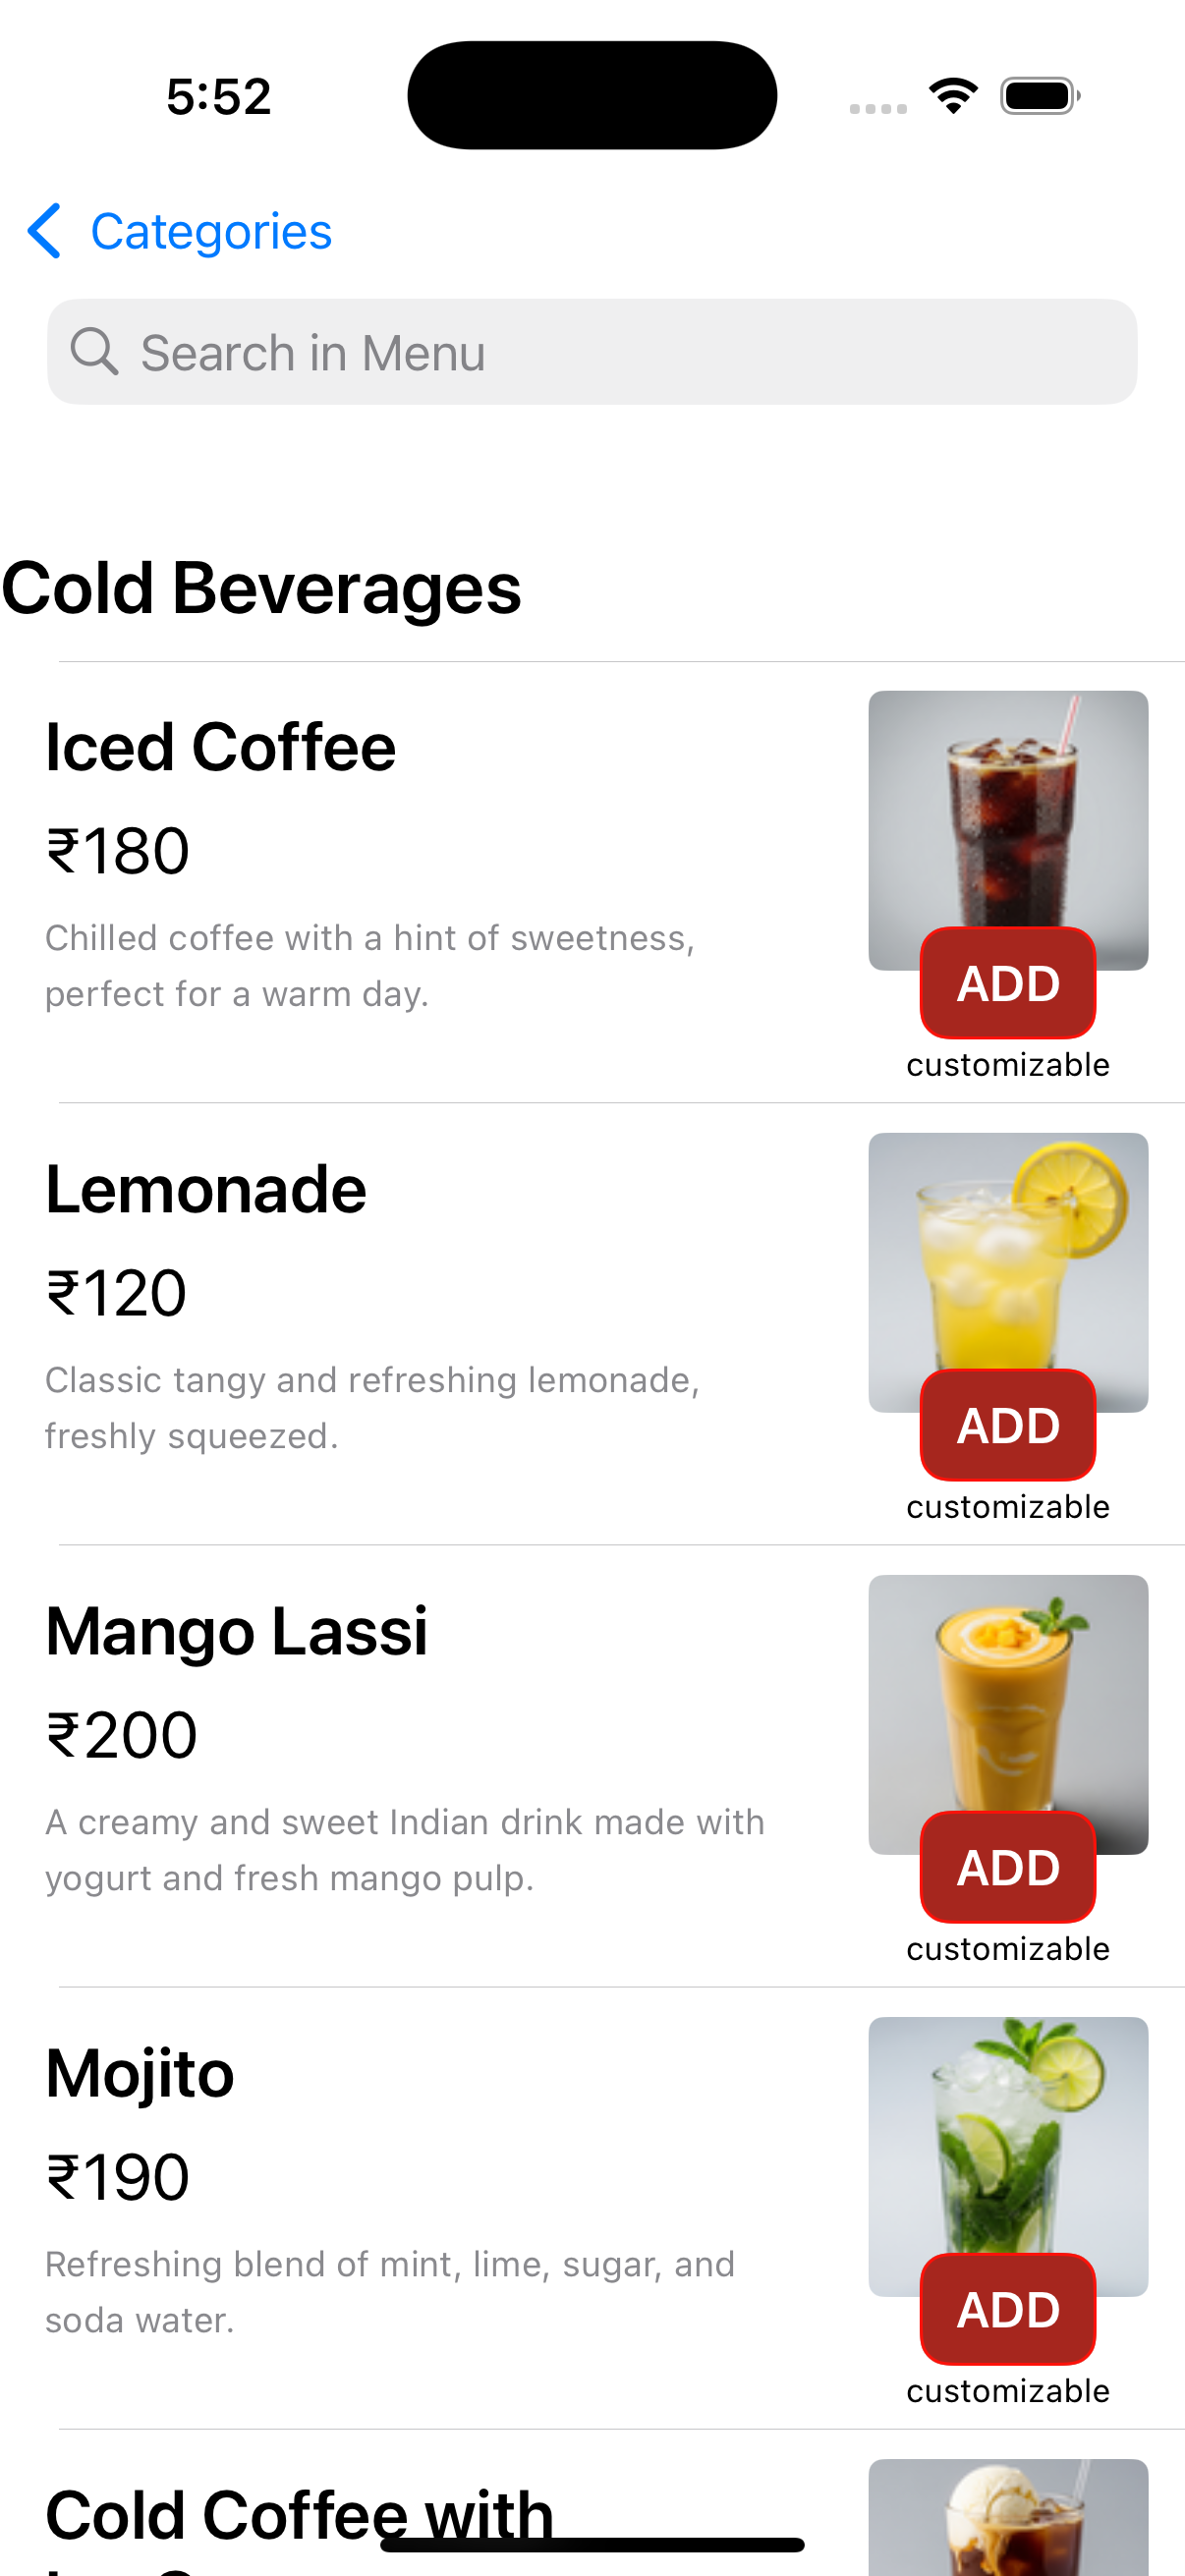 5:52
Categories
Search in Menu
Cold Beverages
Iced Coffee
₹180
Chilled coffee with a hint of sweetness,
perfect for a warm day.
ADD
customizable
Lemonade
₹120
Classic tangy and refreshing lemonade,
freshly squeezed.
ADD
customizable
Mango Lassi
₹200
A creamy and sweet Indian drink made with
yogurt and fresh mango pulp.
ADD
customizable
Mojito
₹190
Refreshing blend of mint, lime, sugar, and
soda water.
ADD
customizable
Cold Coffee with